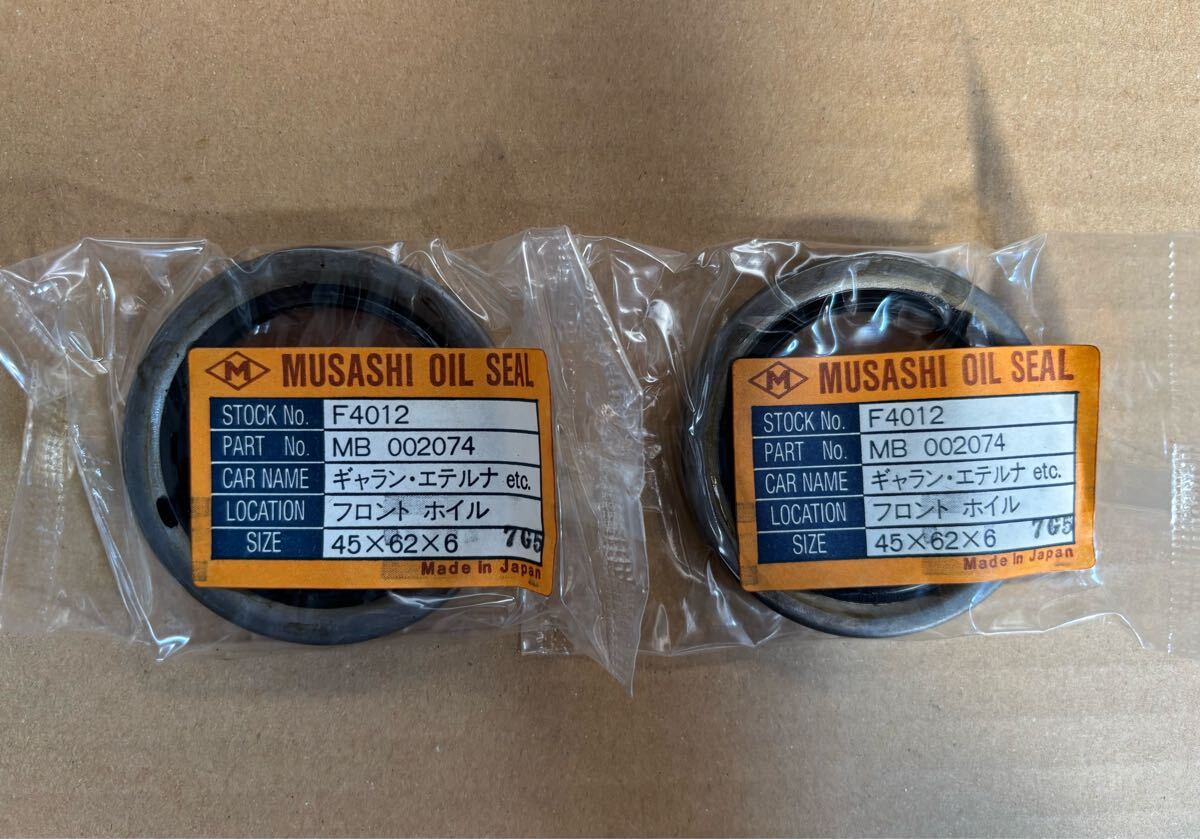 M MUSASHI OIL SEAL
STOCK No. F4012
PART No. MB 002074
CAR NAME ギャラン・エテルナ etc.
LOCATION フロント ホイル
SIZE 45×62×6 7G5
Made in Japan
M MUSASHI OIL SEAL
STOCK No. F4012
PART No. MB 002074
CAR NAME ギャラン・エテルナ etc.
LOCATION フロント ホイル
SIZE 45×62×6 7G5
Made in Japan